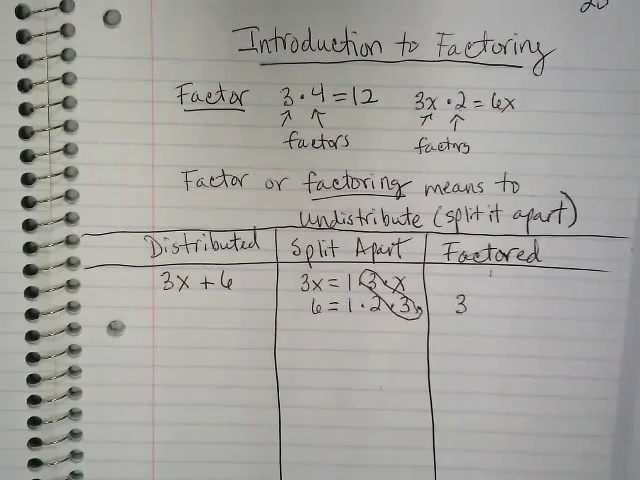 20
Introduction to Factoring
Factor 3 · 4 = 12 3x · 2 = 6x
factors factors
Factor or factoring means to
undistribute (split it apart)
Distributed Split Apart Factored
3x + 6 3x = 1 · 3 · x
6 = 1 · 2 · 3 3